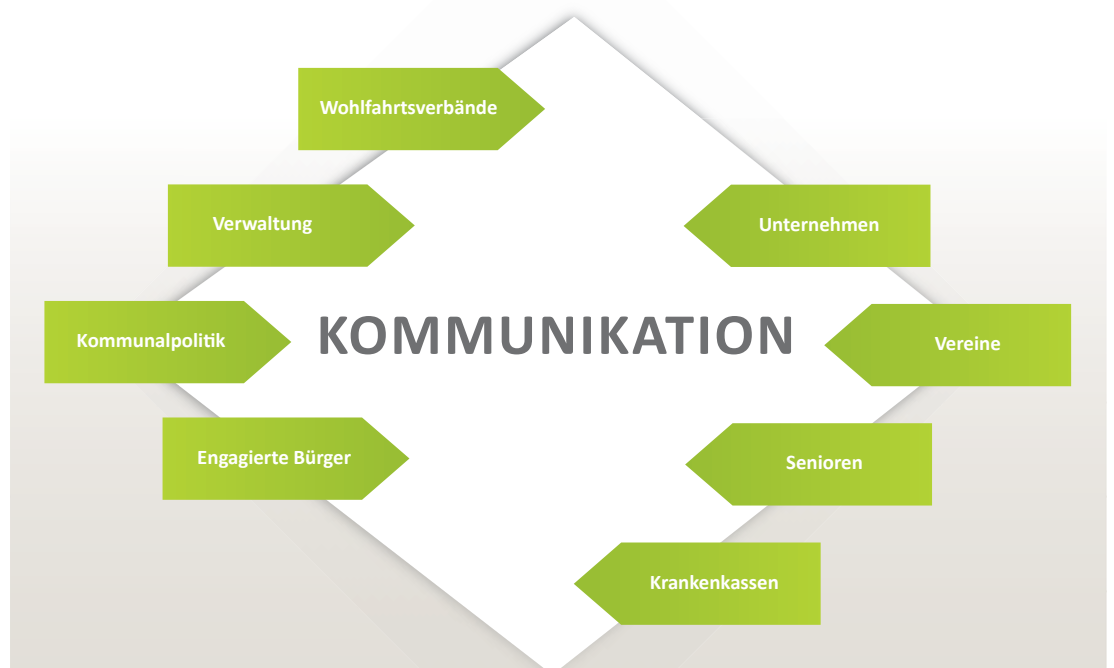 Wohlfahrtsverbände
Verwaltung
Unternehmen
Kommunalpolitik
KOMMUNIKATION
Vereine
Engagierte Bürger
Senioren
Krankenkassen